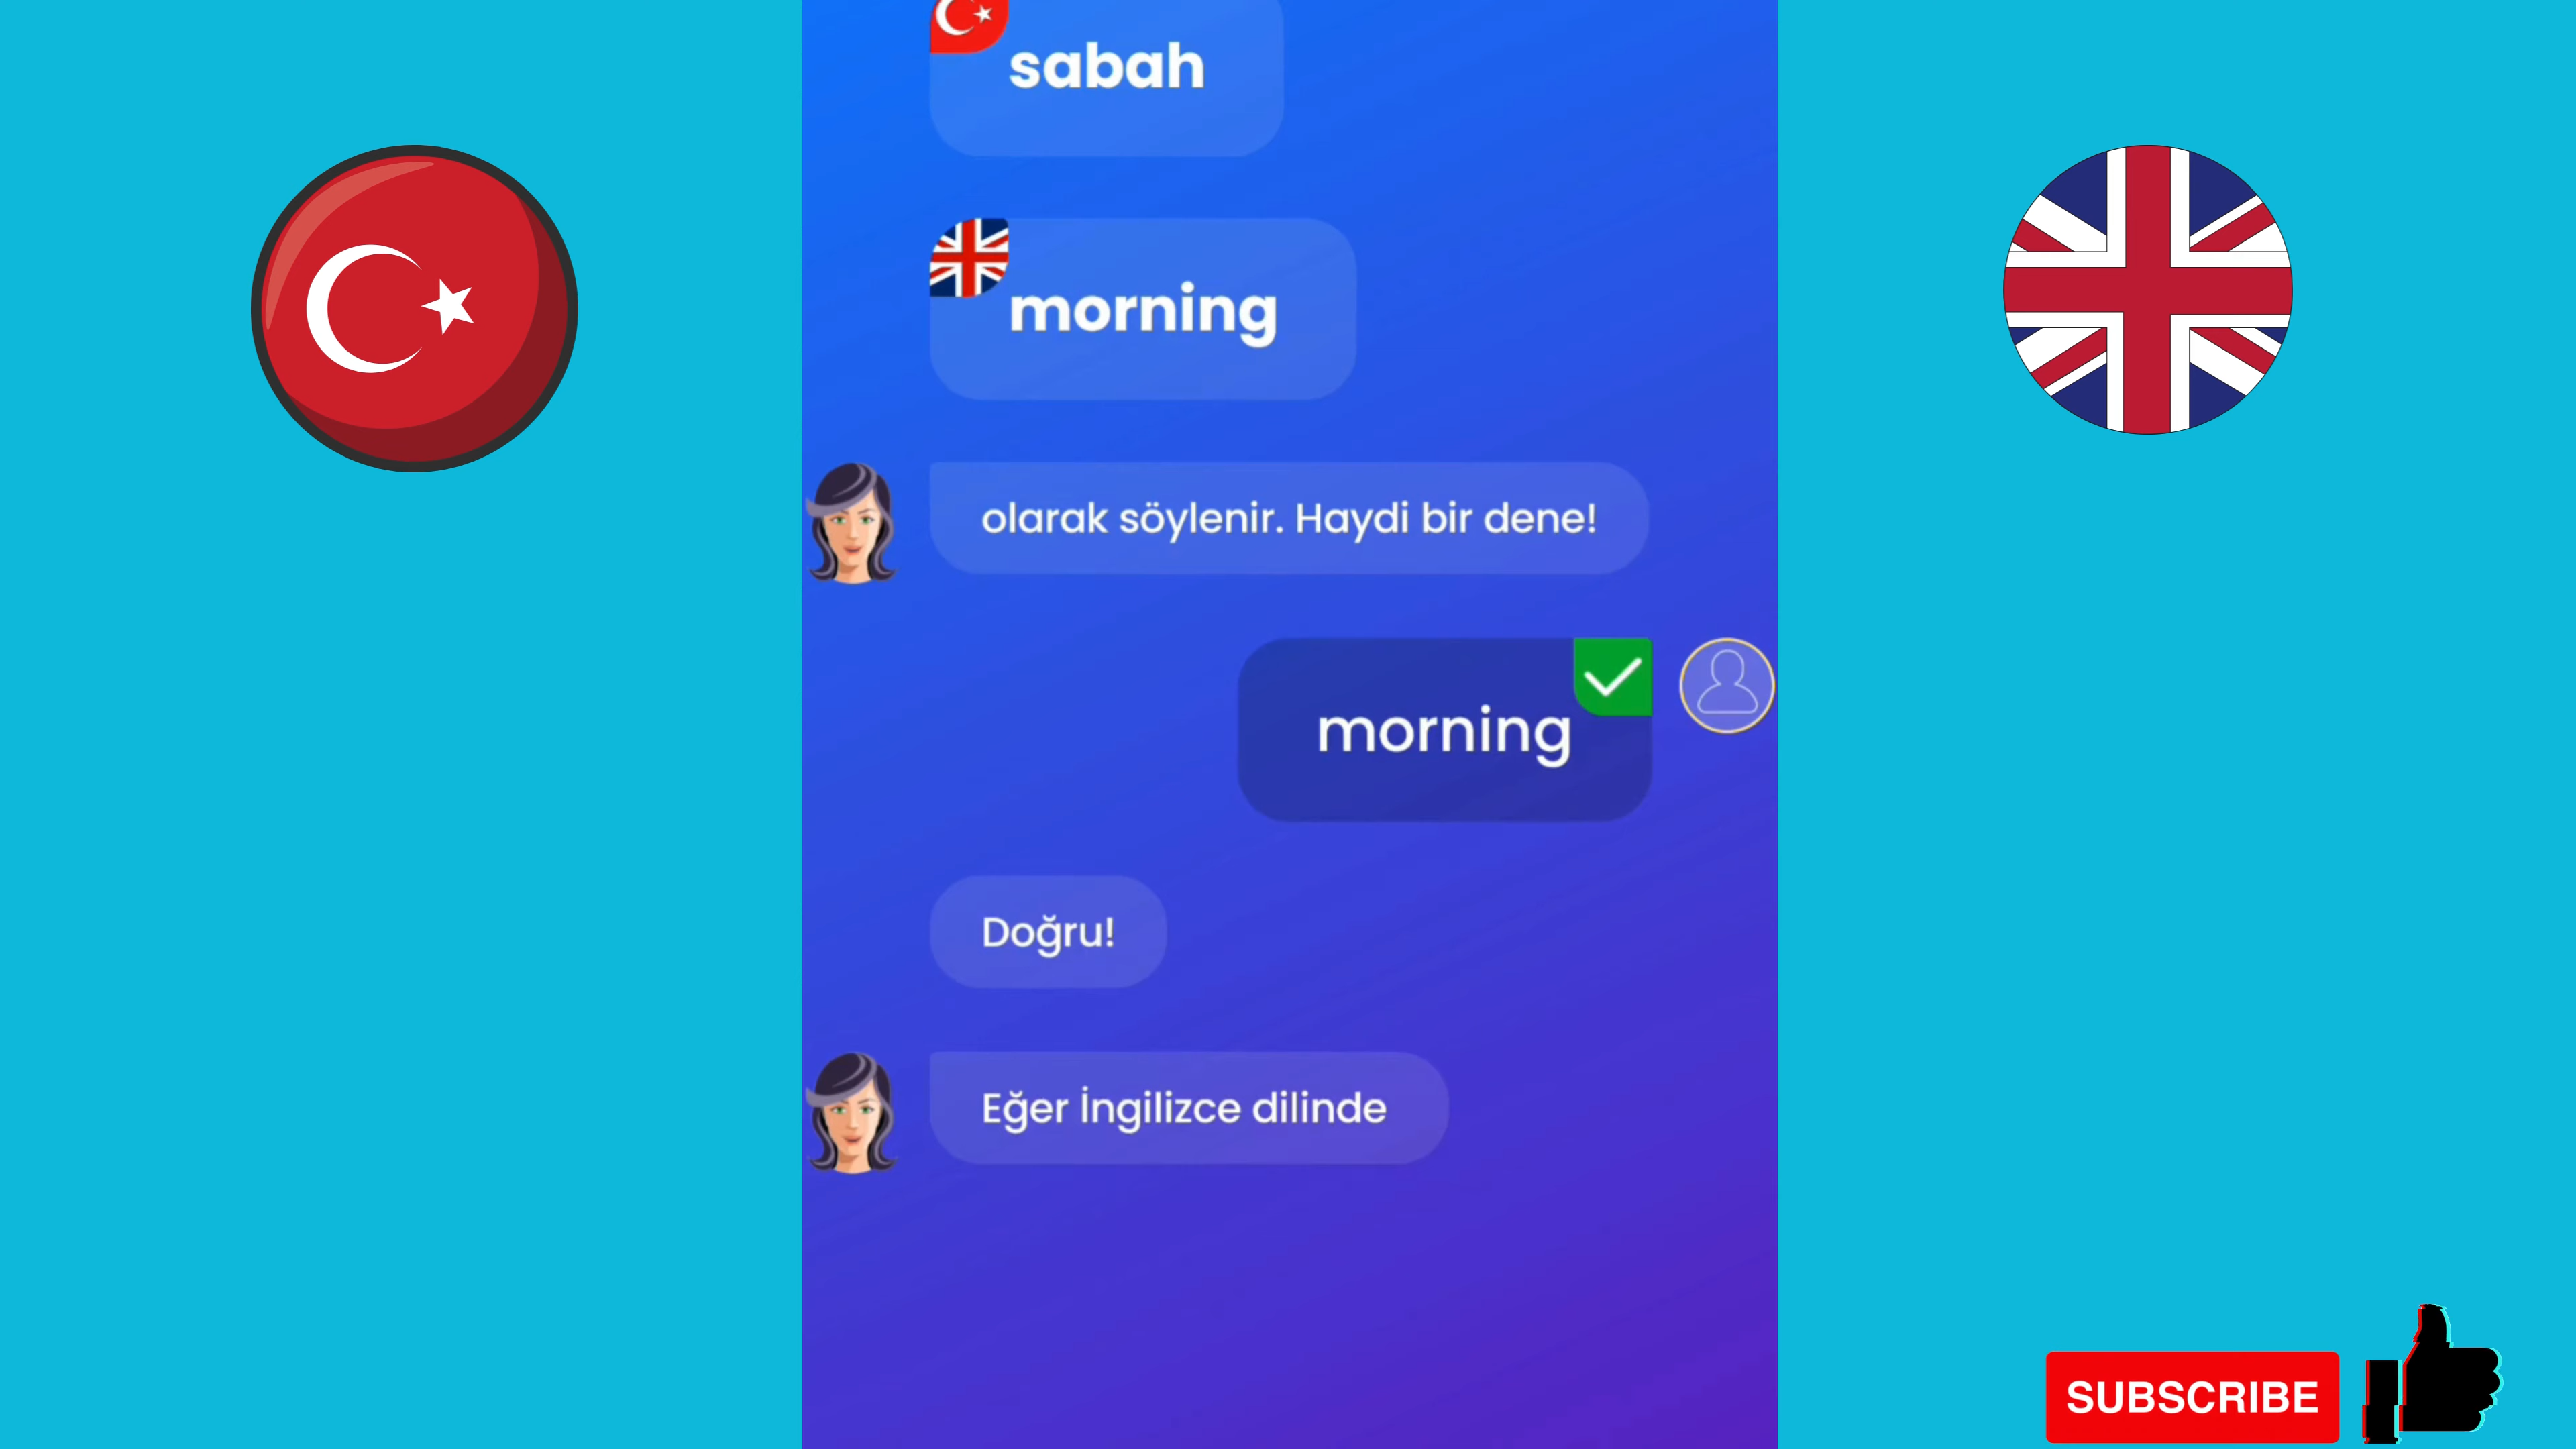 sabah
morning
olarak söylenir. Haydi bir dene!
morning
Doğru!
Eğer İngilizce dilinde
SUBSCRIBE